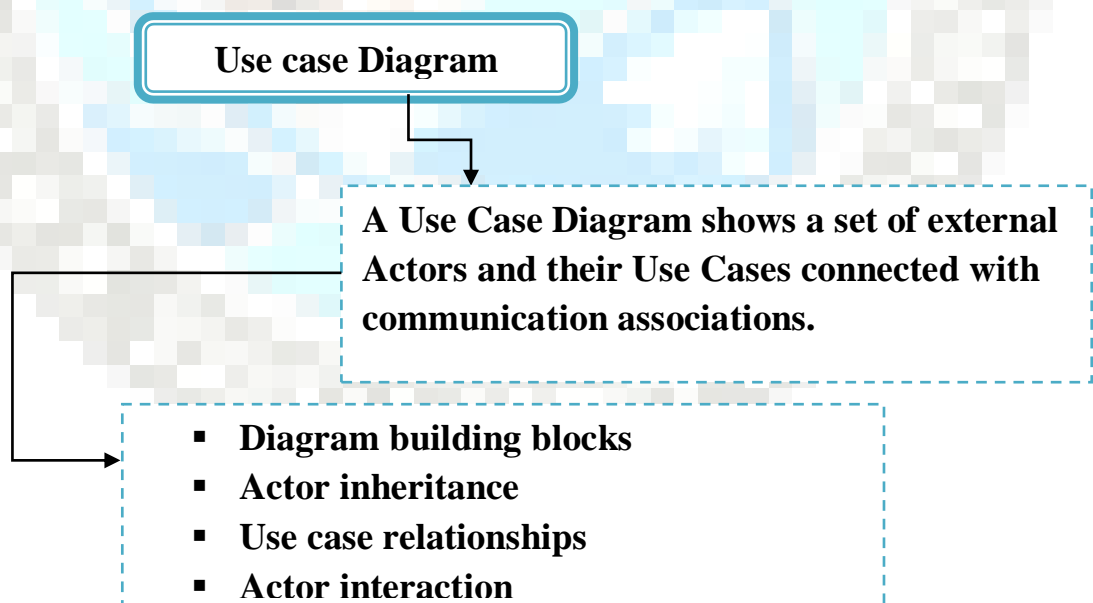 Use case Diagram
A Use Case Diagram shows a set of external
Actors and their Use Cases connected with
communication associations.
▪ Diagram building blocks
▪ Actor inheritance
▪ Use case relationships
▪ Actor interaction